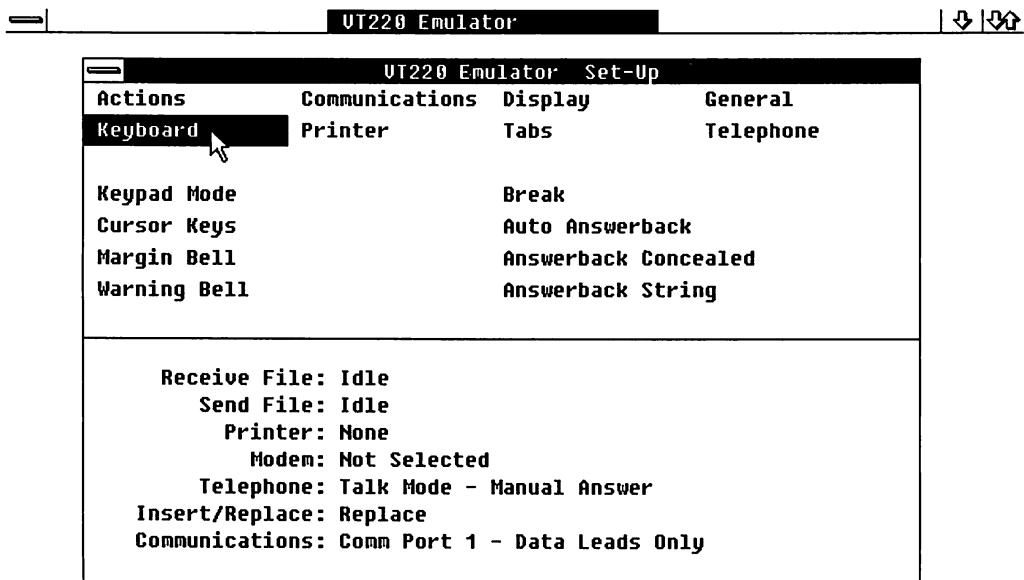 VT220 Emulator
VT220 Emulator Set-Up
Actions Communications Display General
Keyboard Printer Tabs Telephone
Keypad Mode Break
Cursor Keys Auto Answerback
Margin Bell Answerback Concealed
Warning Bell Answerback String
Receive File: Idle
Send File: Idle
Printer: None
Modem: Not Selected
Telephone: Talk Mode - Manual Answer
Insert/Replace: Replace
Communications: Comm Port 1 - Data Leads Only